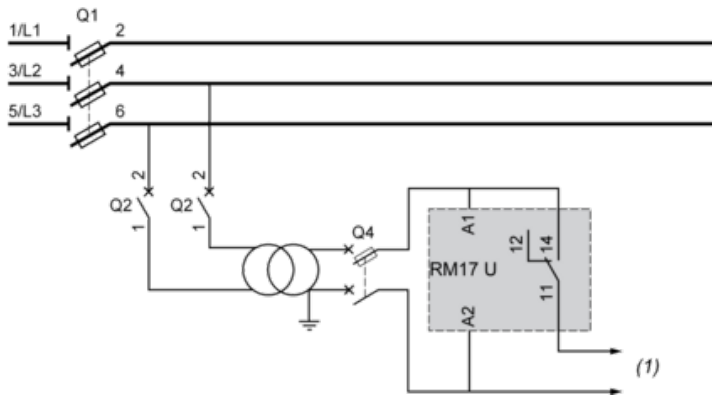 Q1
1/L1 2
3/L2 4
5/L3 6
2 2
Q2 Q2
1 1
Q4
A1
12 14
RM17 U
11
A2
(1)